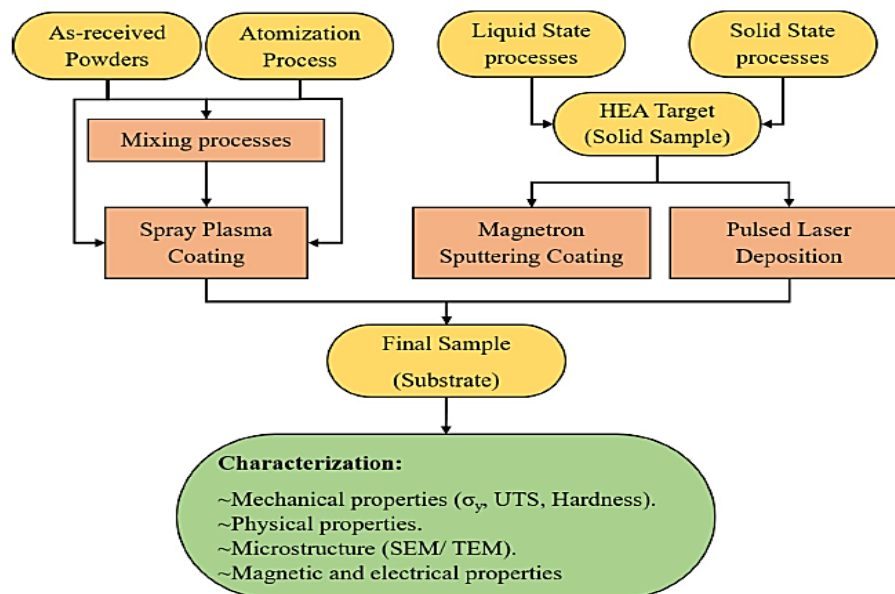 As-received
Powders
Atomization
Process
Liquid State
processes
Solid State
processes
HEA Target
(Solid Sample)
Mixing processes
Spray Plasma
Coating
Magnetron
Sputtering Coating
Pulsed Laser
Deposition
Final Sample
(Substrate)
Characterization:
~Mechanical properties (σy, UTS, Hardness).
~Physical properties.
~Microstructure (SEM/ TEM).
~Magnetic and electrical properties